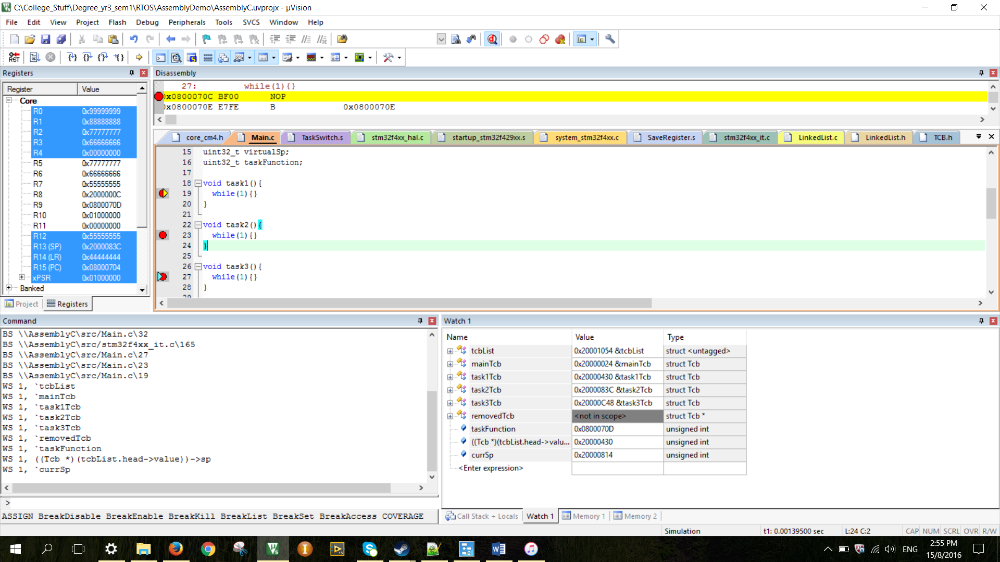 C:\College_Stuff\Degree_yr3_sem1\RTOS\AssemblyDemo\AssemblyC.uvprojx - µVision
File Edit View Project Flash Debug Peripherals Tools SVCS Window Help
RST
Registers
Register Value
Core
R0 0x99999999
R1 0x88888888
R2 0x77777777
R3 0x66666666
R4 0x00000000
R5 0x77777777
R6 0x66666666
R7 0x55555555
R8 0x2000000C
R9 0x0800070D
R10 0x01000000
R11 0x00000000
R12 0x55555555
R13 (SP) 0x2000083C
R14 (LR) 0x44444444
R15 (PC) 0x08000704
xPSR 0x01000000
Banked
Project Registers
Disassembly
27: while(1){}
0x0800070C BF00 NOP
0x0800070E E7FE B 0x0800070E
core_cm4.h Main.c TaskSwitch.s stm32f4xx_hal.c startup_stm32f429xx.s system_stm32f4xx.c SaveRegister.s stm32f4xx_it.c LinkedList.c LinkedList.h TCB.h
15 uint32_t virtualSp;
16 uint32_t taskFunction;
17
18 void task1(){
19 while(1){}
20 }
21
22 void task2(){
23 while(1){}
24 }
25
26 void task3(){
27 while(1){}
28 }
29
Command
BS \\AssemblyC\src/Main.c\32
BS \\AssemblyC\src/stm32f4xx_it.c\165
BS \\AssemblyC\src/Main.c\27
BS \\AssemblyC\src/Main.c\23
BS \\AssemblyC\src/Main.c\19
WS 1, `tcbList
WS 1, `mainTcb
WS 1, `task1Tcb
WS 1, `task2Tcb
WS 1, `task3Tcb
WS 1, `removedTcb
WS 1, `taskFunction
WS 1, ((Tcb *)(tcbList.head->value))->sp
WS 1, `currSp
>
ASSIGN BreakDisable BreakEnable BreakKill BreakList BreakSet BreakAccess COVERAGE
Watch 1
Name Value Type
tcbList 0x20001054 &tcbList struct <untagged>
mainTcb 0x20000024 &mainTcb struct Tcb
task1Tcb 0x20000430 &task1Tcb struct Tcb
task2Tcb 0x2000083C &task2Tcb struct Tcb
task3Tcb 0x20000C48 &task3Tcb struct Tcb
removedTcb <not in scope> struct Tcb *
taskFunction 0x0800070D unsigned int
((Tcb *)(tcbList.head->valu... 0x20000430 unsigned int
currSp 0x20000814 unsigned int
<Enter expression>
Call Stack + Locals Watch 1 Memory 1 Memory 2
Simulation t1: 0.00139500 sec L:24 C:2 CAP NUM SCRL OVR R/W
ENG
2:55 PM
15/8/2016